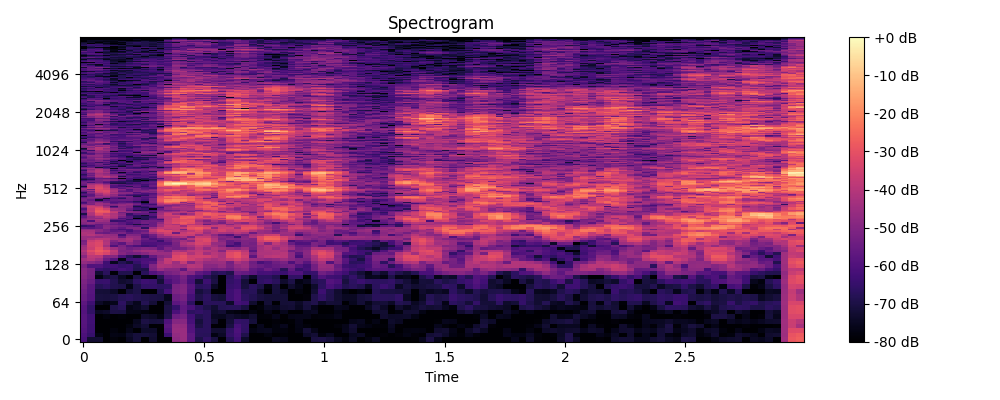 Spectrogram
4096
2048
1024
512
256
128
64
0
Hz
0
0.5
1
1.5
2
2.5
Time
+0 dB
-10 dB
-20 dB
-30 dB
-40 dB
-50 dB
-60 dB
-70 dB
-80 dB